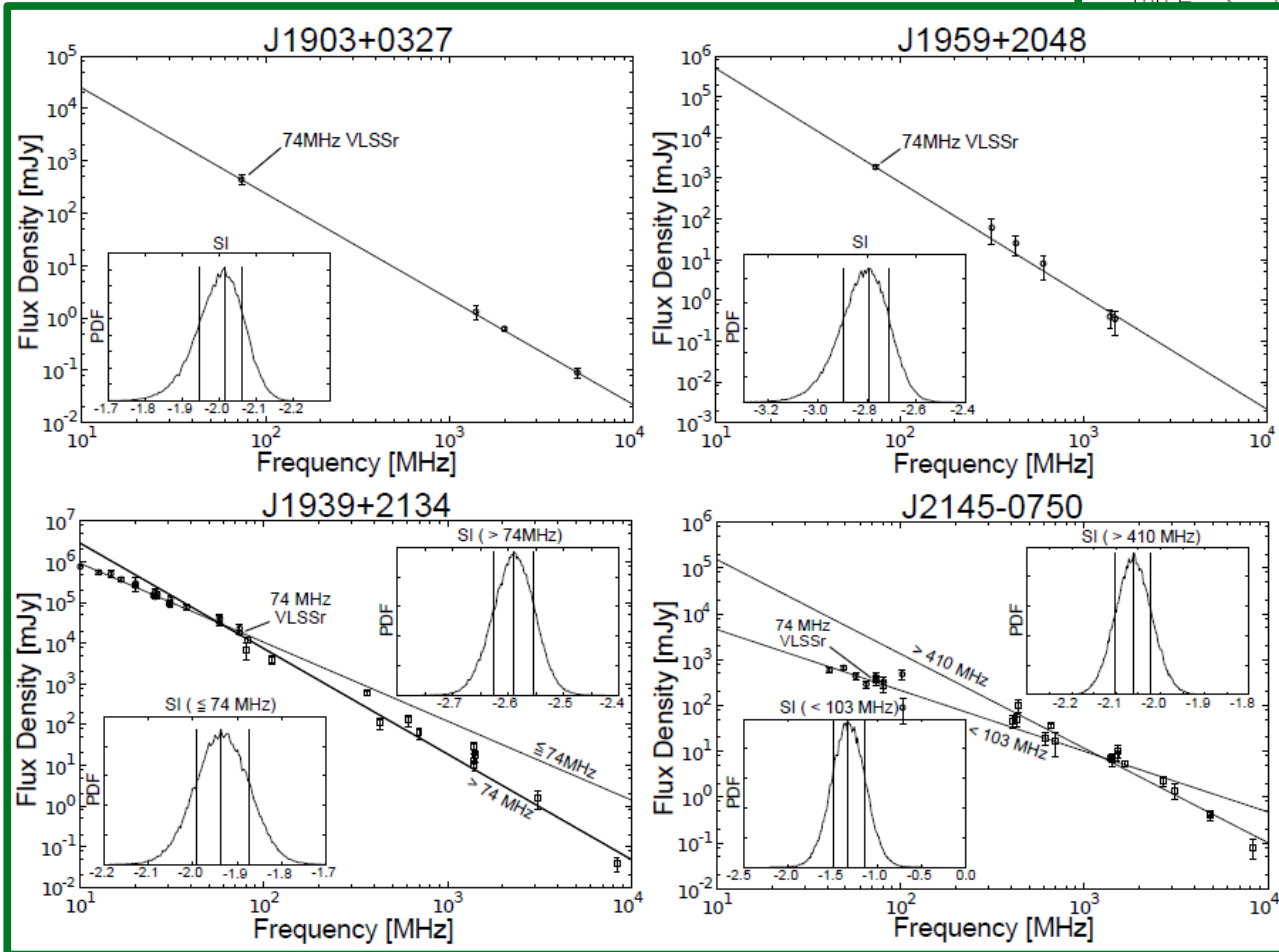 J1903+0327
10^5
10^4
10^3
10^2
10^1
10^0
10^-1
10^-2
Flux Density [mJy]
74MHz VLSSr
SI
PDF
-1.7 -1.8 -1.9 -2.0 -2.1 -2.2
10^1 10^2 10^3 10^4
Frequency [MHz]
J1959+2048
10^6
10^5
10^4
10^3
10^2
10^1
10^0
10^-1
10^-2
10^-3
Flux Density [mJy]
74MHz VLSSr
SI
PDF
-3.2 -3.0 -2.8 -2.6 -2.4
10^1 10^2 10^3 10^4
Frequency [MHz]
J1939+2134
10^7
10^6
10^5
10^4
10^3
10^2
10^1
10^0
10^-1
10^-2
Flux Density [mJy]
SI ( > 74MHz)
PDF
-2.7 -2.6 -2.5 -2.4
74 MHz
VLSSr
SI ( ≦ 74 MHz)
PDF
-2.2 -2.1 -2.0 -1.9 -1.8 -1.7
≦74MHz
> 74 MHz
10^1 10^2 10^3 10^4
Frequency [MHz]
J2145-0750
10^6
10^5
10^4
10^3
10^2
10^1
10^0
10^-1
10^-2
Flux Density [mJy]
SI ( > 410 MHz)
PDF
-2.2 -2.1 -2.0 -1.9 -1.8
74 MHz
VLSSr
> 410 MHz
SI ( < 103 MHz)
PDF
-2.5 -2.0 -1.5 -1.0 -0.5 0.0
< 103 MHz
10^1 10^2 10^3 10^4
Frequency [MHz]